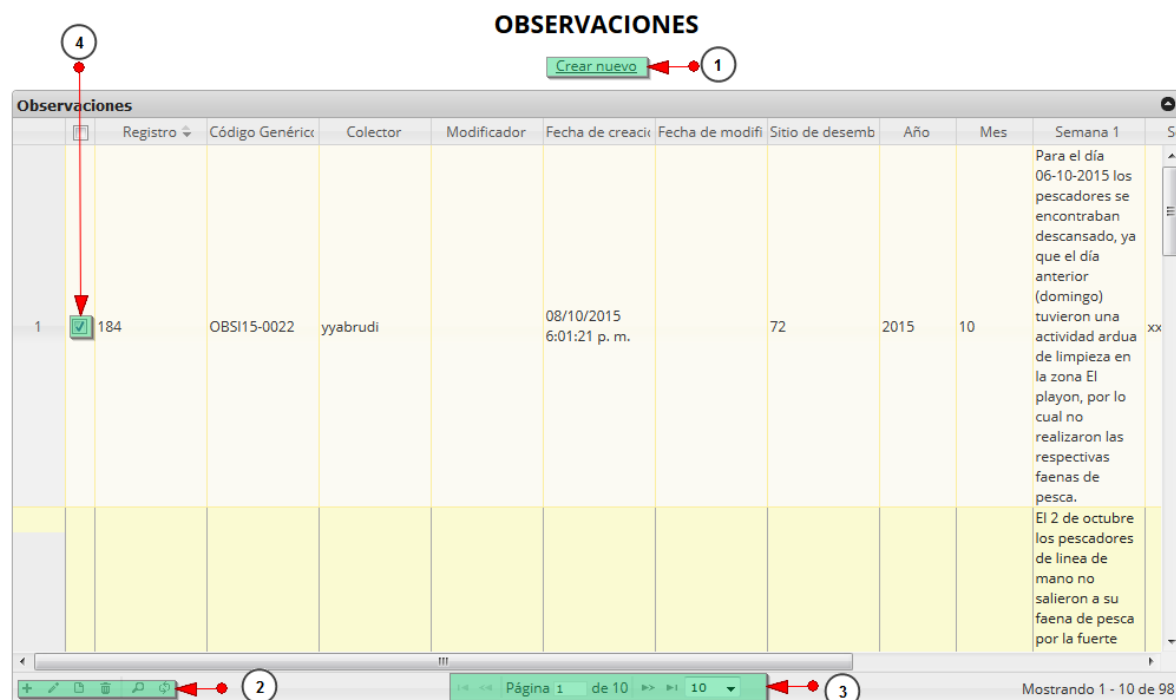 OBSERVACIONES
4
Crear nuevo
1
Observaciones
Registro
Código Genéric
Colector
Modificador
Fecha de creaci
Fecha de modifi
Sitio de desemb
Año
Mes
Semana 1
S
1
184
OBSI15-0022
yyabrudi
08/10/2015
6:01:21 p. m.
72
2015
10
Para el día
06-10-2015 los
pescadores se
encontraban
descansado, ya
que el día
anterior
(domingo)
tuvieron una
actividad ardua
de limpieza en
la zona El
playon, por lo
cual no
realizaron las
respectivas
faenas de
pesca.
xx
El 2 de octubre
los pescadores
de linea de
mano no
salieron a su
faena de pesca
por la fuerte
2
Página 1 de 10
10
3
Mostrando 1 - 10 de 98